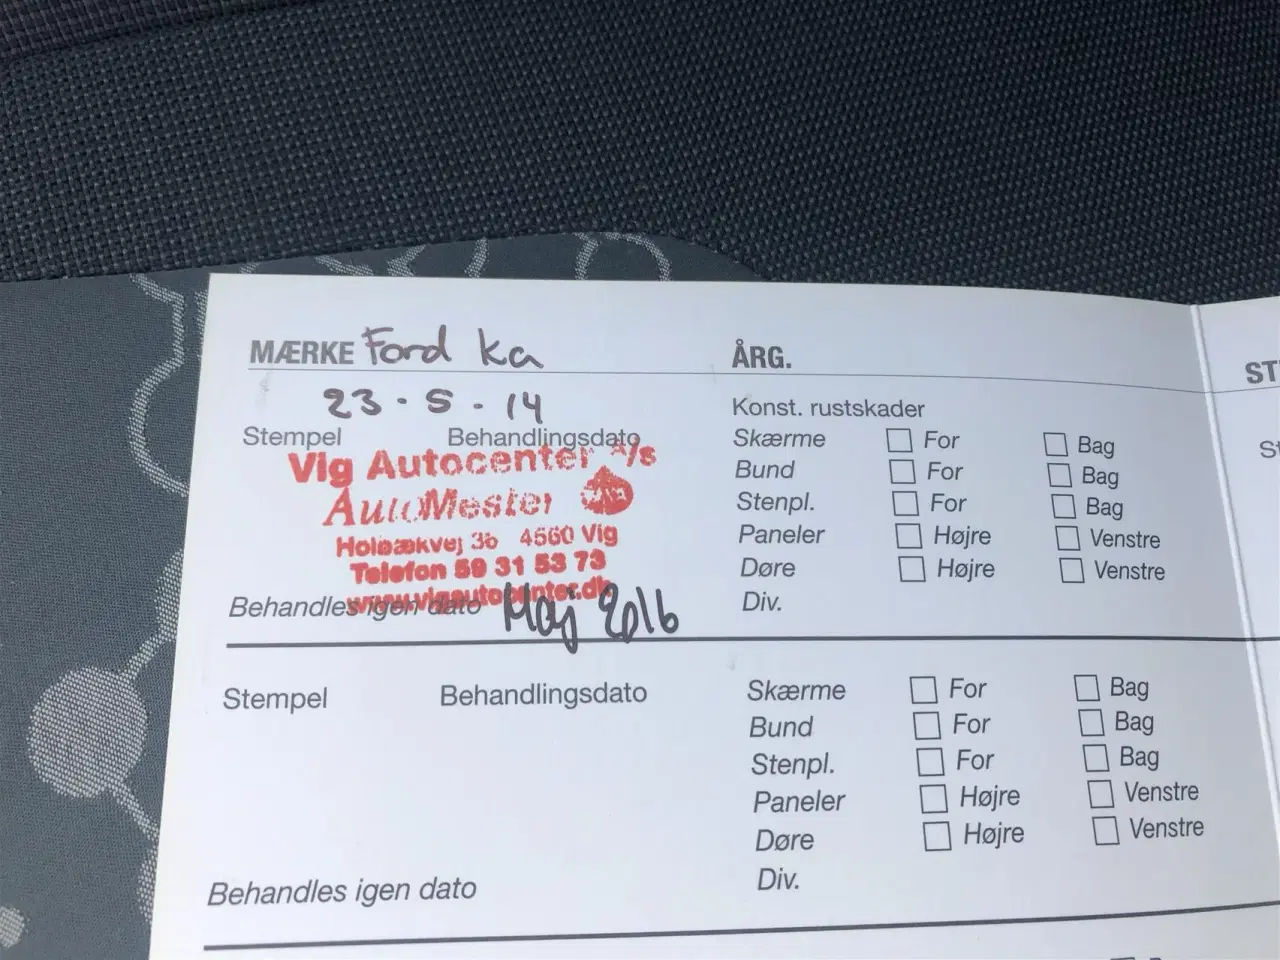 MÆRKE Ford Ka
ÅRG.
23-5-14
Stempel Behandlingsdato
Vig Autocenter A/S
AutoMester
Holbækvej 36 4560 Vig
Telefon 59 31 53 73
www.vigautocenter.dk
Behandles igen dato Maj 2016
Konst. rustskader
Skærme For Bag
Bund For Bag
Stenpl. For Bag
Paneler Højre Venstre
Døre Højre Venstre
Div.
Stempel Behandlingsdato
Skærme For Bag
Bund For Bag
Stenpl. For Bag
Paneler Højre Venstre
Døre Højre Venstre
Div.
Behandles igen dato